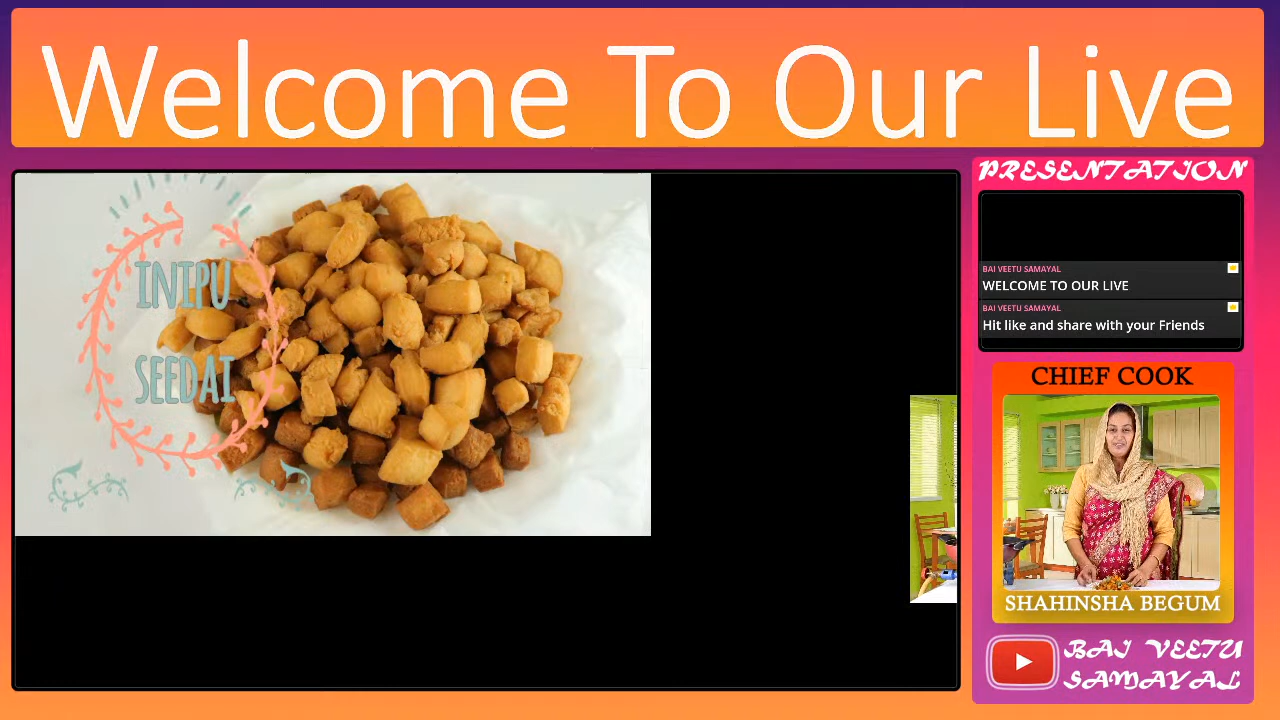 Welcome To Our Live
INIPU
SEEDAI
PRESENTATION
BAI VEETU SAMAYAL
WELCOME TO OUR LIVE
BAI VEETU SAMAYAL
Hit like and share with your Friends
CHIEF COOK
SHAHINSHA BEGUM
BAI VEETU
SAMAYAL